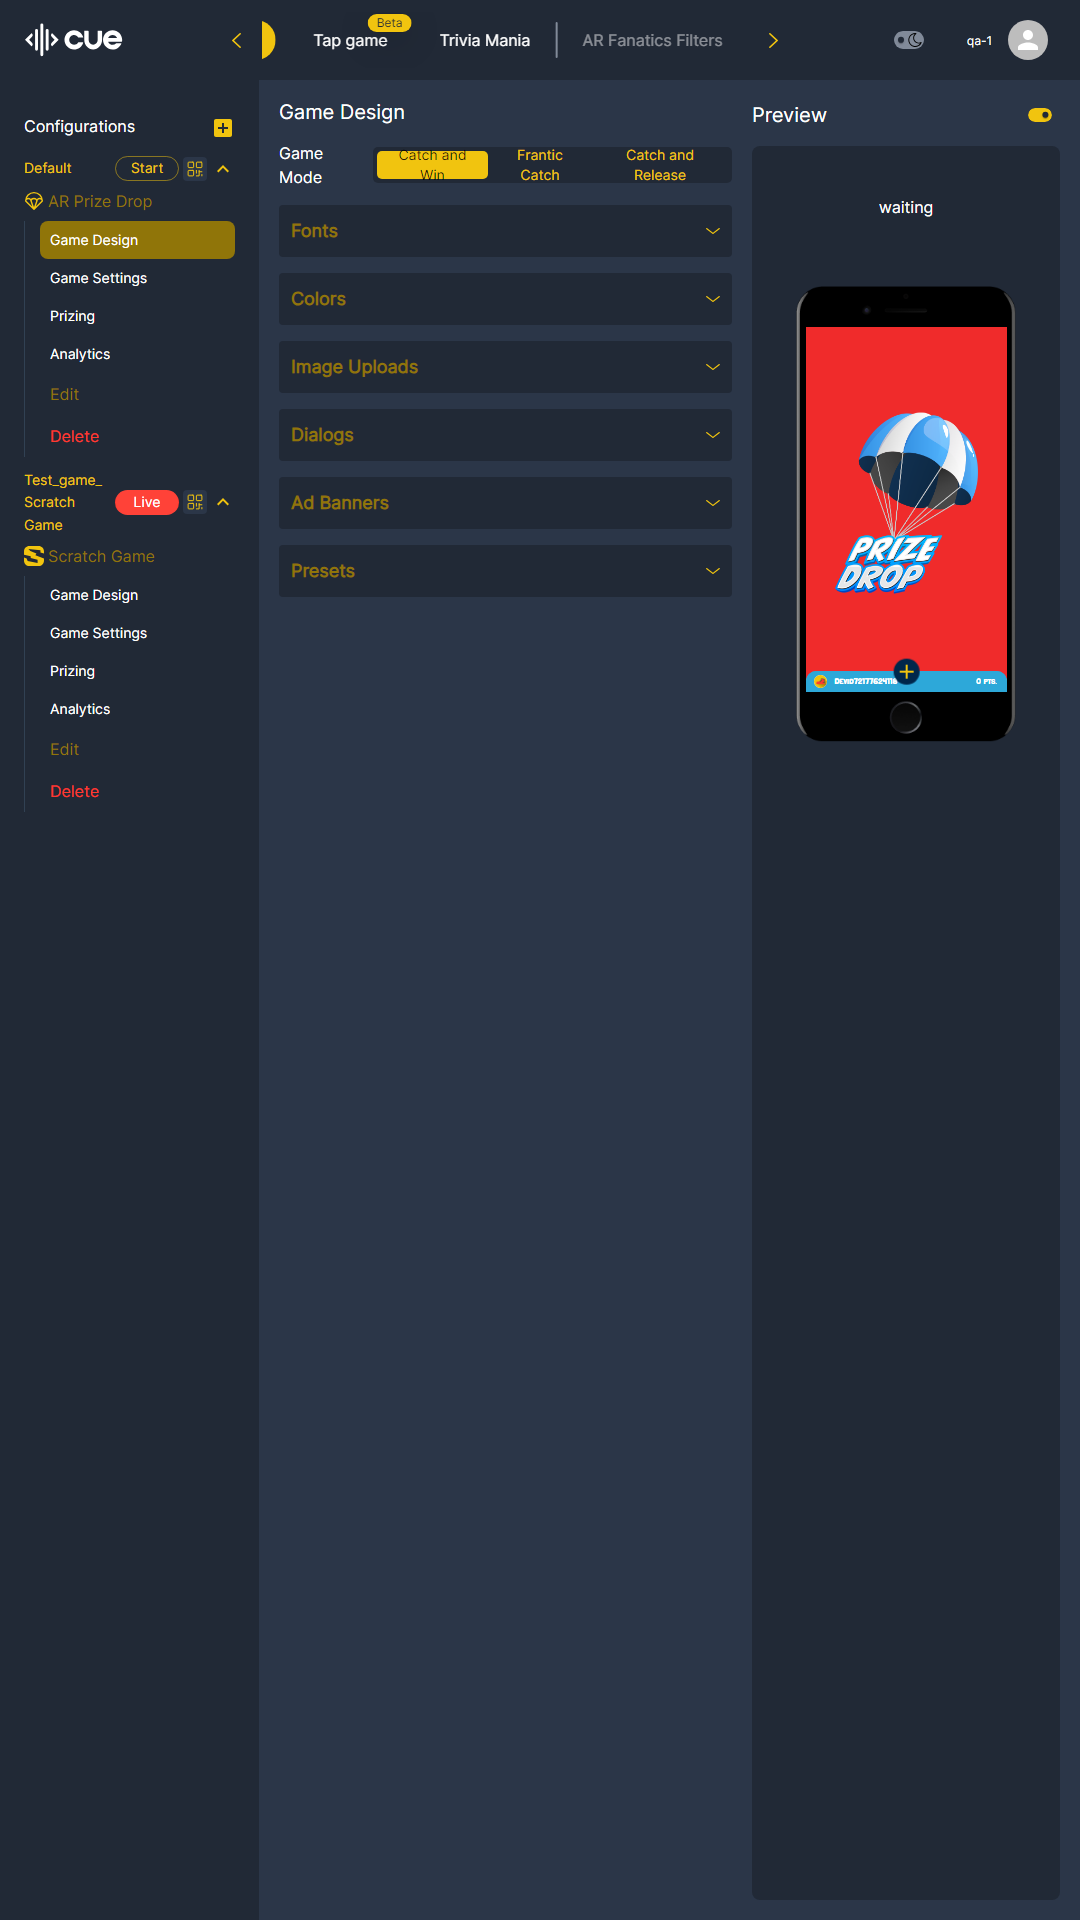 cue
Tap game
Beta
Trivia Mania
AR Fanatics Filters
qa-1
Configurations
Default
Start
AR Prize Drop
Game Design
Game Settings
Prizing
Analytics
Edit
Delete
Test_game_
Scratch
Game
Live
Scratch Game
Game Design
Game Settings
Prizing
Analytics
Edit
Delete
Game Design
Game
Mode
Catch and
Win
Frantic
Catch
Catch and
Release
Fonts
Colors
Image Uploads
Dialogs
Ad Banners
Presets
Preview
waiting
PRIZE
DROP
0 PTS.